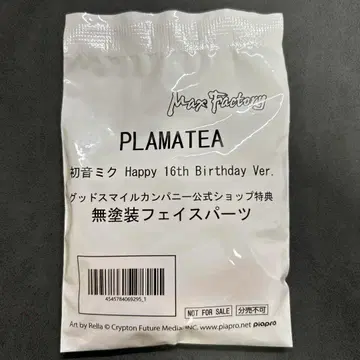 Max Factory
PLAMATEA
初音ミク Happy 16th Birthday Ver.
グッドスマイルカンパニー公式ショップ特典
無塗装フェイスパーツ
4545784069295_1
NOT FOR SALE 分売不可
Art by Rella © Crypton Future Media, INC. www.piapro.net piapro